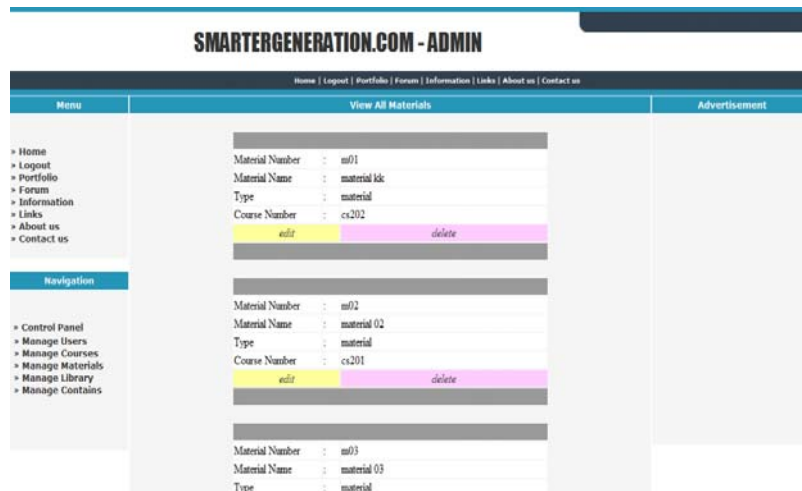 SMARTERGENERATION.COM - ADMIN
Home | Logout | Portfolio | Forum | Information | Links | About us | Contact us
Menu
» Home
» Logout
» Portfolio
» Forum
» Information
» Links
» About us
» Contact us
Navigation
» Control Panel
» Manage Users
» Manage Courses
» Manage Materials
» Manage Library
» Manage Contains
View All Materials
Material Number : m01
Material Name : material kk
Type : material
Course Number : cs202
edit delete
Material Number : m02
Material Name : material 02
Type : material
Course Number : cs201
edit delete
Material Number : m03
Material Name : material 03
Type : material
Advertisement